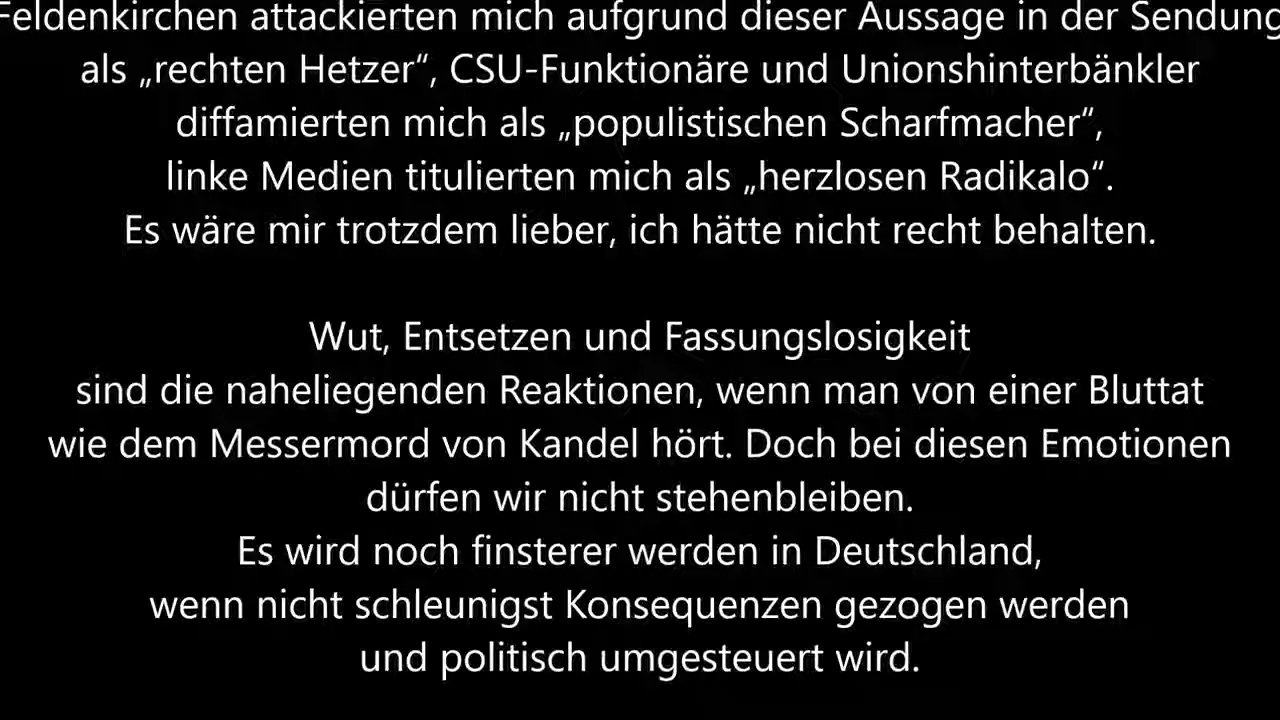 Feldenkirchen attackierten mich aufgrund dieser Aussage in der Sendung
als „rechten Hetzer“, CSU-Funktionäre und Unionshinterbänkler
diffamierten mich als „populistischen Scharfmacher“,
linke Medien titulierten mich als „herzlosen Radikalo“.
Es wäre mir trotzdem lieber, ich hätte nicht recht behalten.
Wut, Entsetzen und Fassungslosigkeit
sind die naheliegenden Reaktionen, wenn man von einer Bluttat
wie dem Messermord von Kandel hört. Doch bei diesen Emotionen
dürfen wir nicht stehenbleiben.
Es wird noch finsterer werden in Deutschland,
wenn nicht schleunigst Konsequenzen gezogen werden
und politisch umgesteuert wird.